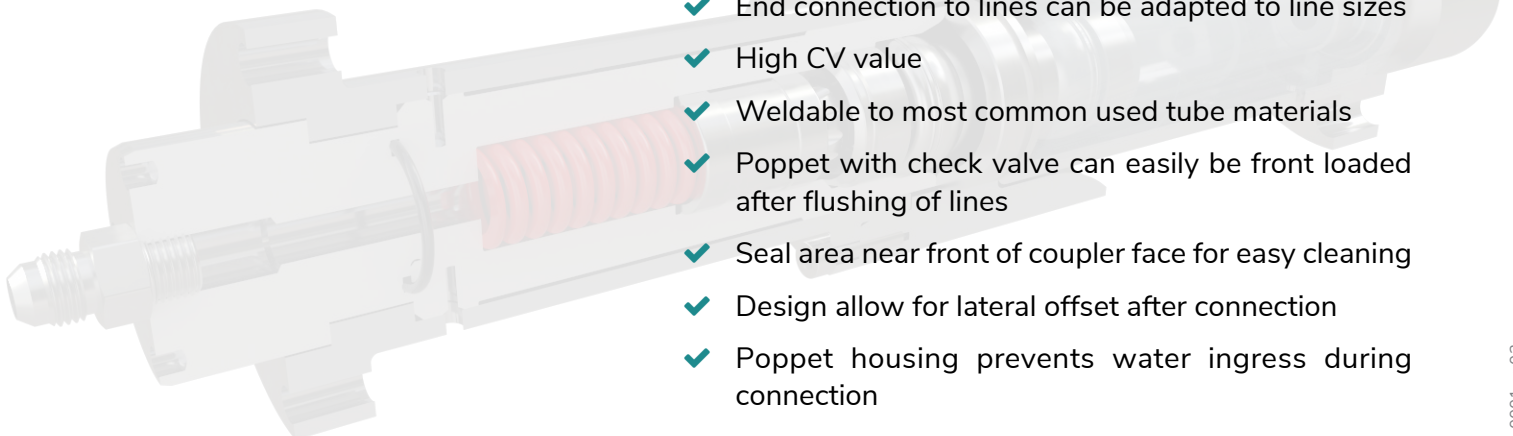 End connection to lines can be adapted to line sizes
High CV value
Weldable to most common used tube materials
Poppet with check valve can easily be front loaded
after flushing of lines
Seal area near front of coupler face for easy cleaning
Design allow for lateral offset after connection
Poppet housing prevents water ingress during
connection